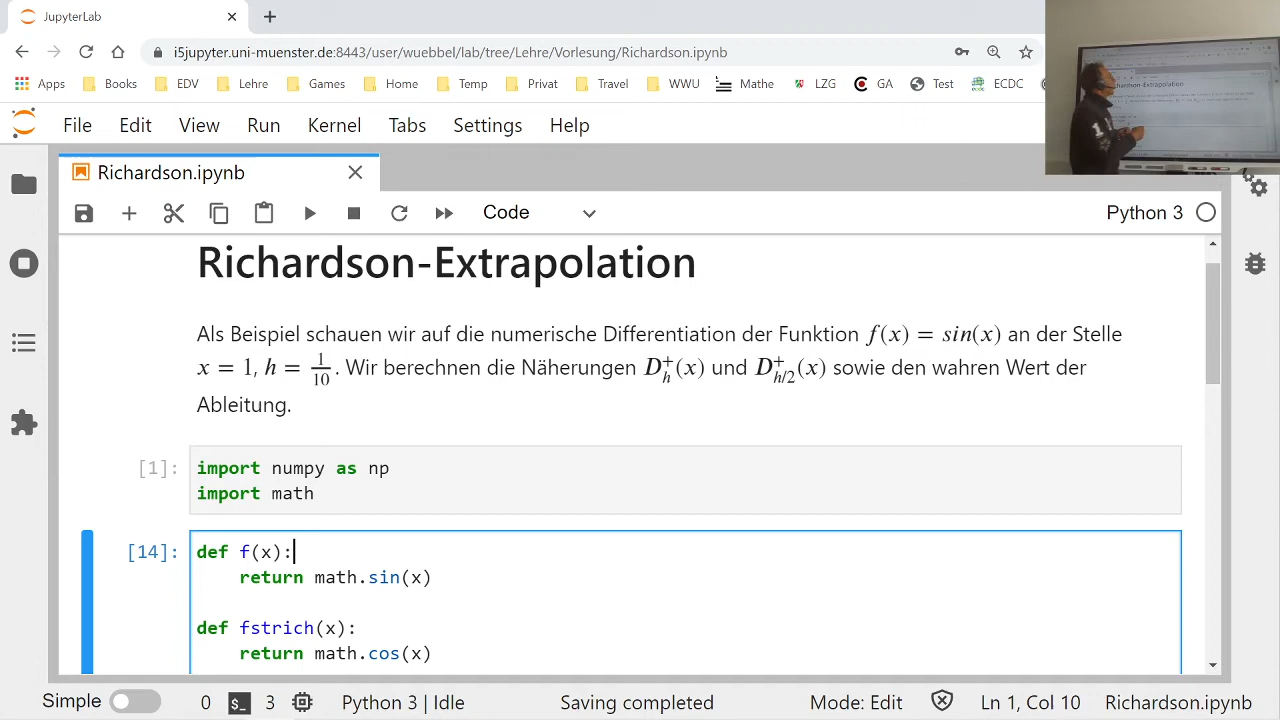 JupyterLab
i5jupyter.uni-muenster.de:8443/user/wuebbel/lab/tree/Lehre/Vorlesung/Richardson.ipynb
Apps Books EDV Lehre Games Home Privat Travel WWU Mathe LZG EA Test ECDC
File Edit View Run Kernel Tabs Settings Help
Richardson.ipynb
Code Python 3
Richardson-Extrapolation
Als Beispiel schauen wir auf die numerische Differentiation der Funktion f(x) = sin(x) an der Stelle
x = 1, h = 1/10. Wir berechnen die Näherungen D_h^+(x) und D_{h/2}^+(x) sowie den wahren Wert der
Ableitung.
[1]: import numpy as np
import math
[14]: def f(x):
return math.sin(x)
def fstrich(x):
return math.cos(x)
Simple 0 $_ 3 Python 3 | Idle Saving completed Mode: Edit Ln 1, Col 10 Richardson.ipynb